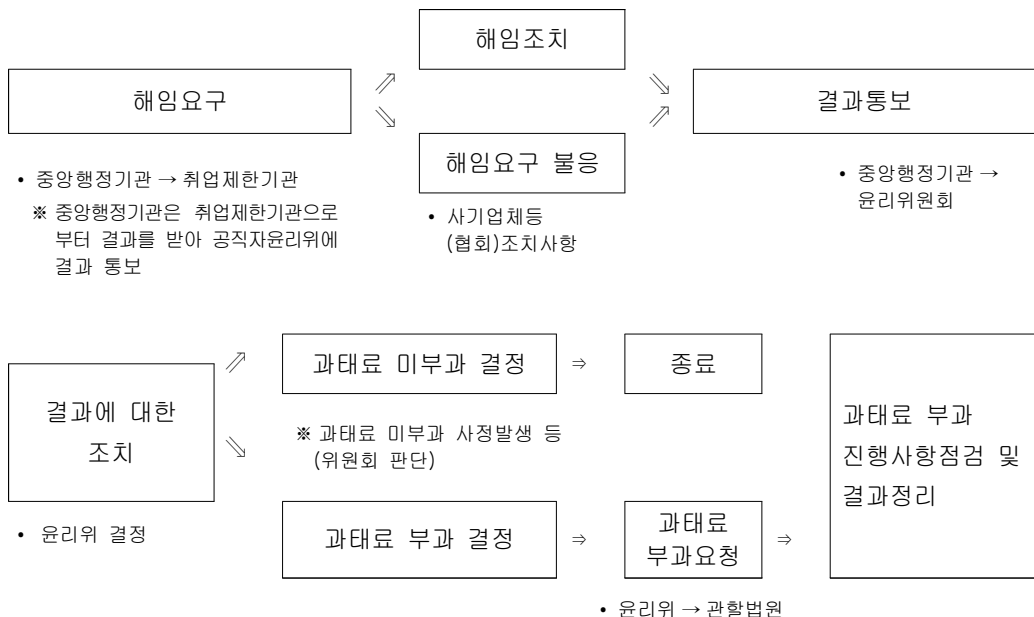 해임조치
해임요구
결과통보
해임요구 불응
• 중앙행정기관 → 취업제한기관
※ 중앙행정기관은 취업제한기관으로
부터 결과를 받아 공직자윤리위에
결과 통보
• 사기업체등
(협회)조치사항
• 중앙행정기관 →
윤리위원회
과태료 미부과 결정
⇒
종료
결과에 대한
조치
※ 과태료 미부과 사정발생 등
(위원회 판단)
• 윤리위 결정
과태료 부과 결정
⇒
과태료
부과요청
⇒
• 윤리위 → 관할법원
과태료 부과
진행사항점검 및
결과정리